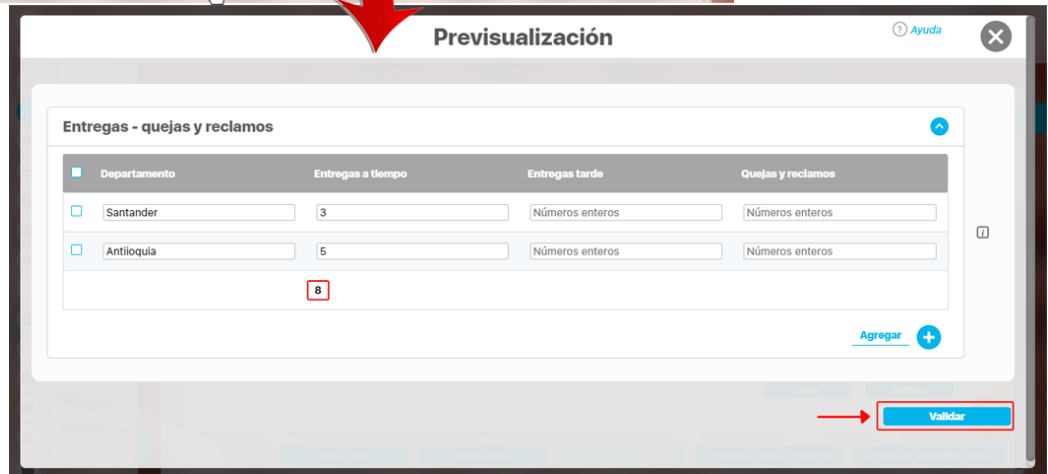 Previsualización
? Ayuda
Entregas - quejas y reclamos
Departamento Entregas a tiempo Entregas tarde Quejas y reclamos
Santander 3 Números enteros Números enteros
Antiioquia 5 Números enteros Números enteros
i
8
Agregar
Validar